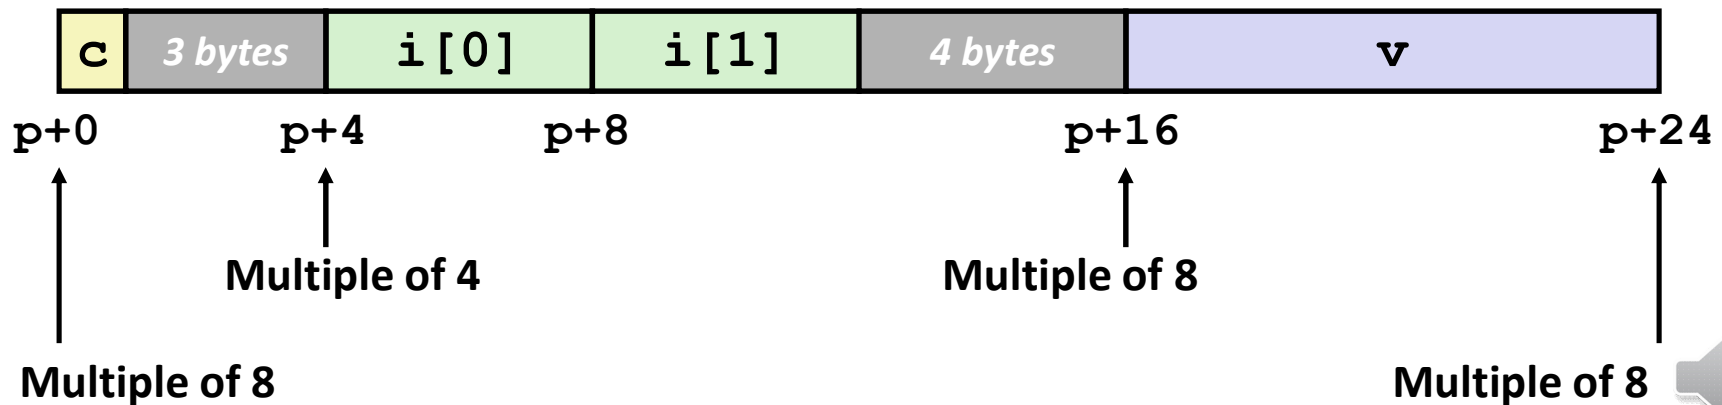 c 3 bytes i[0] i[1] 4 bytes v
p+0 p+4 p+8 p+16 p+24
Multiple of 4 Multiple of 8
Multiple of 8 Multiple of 8